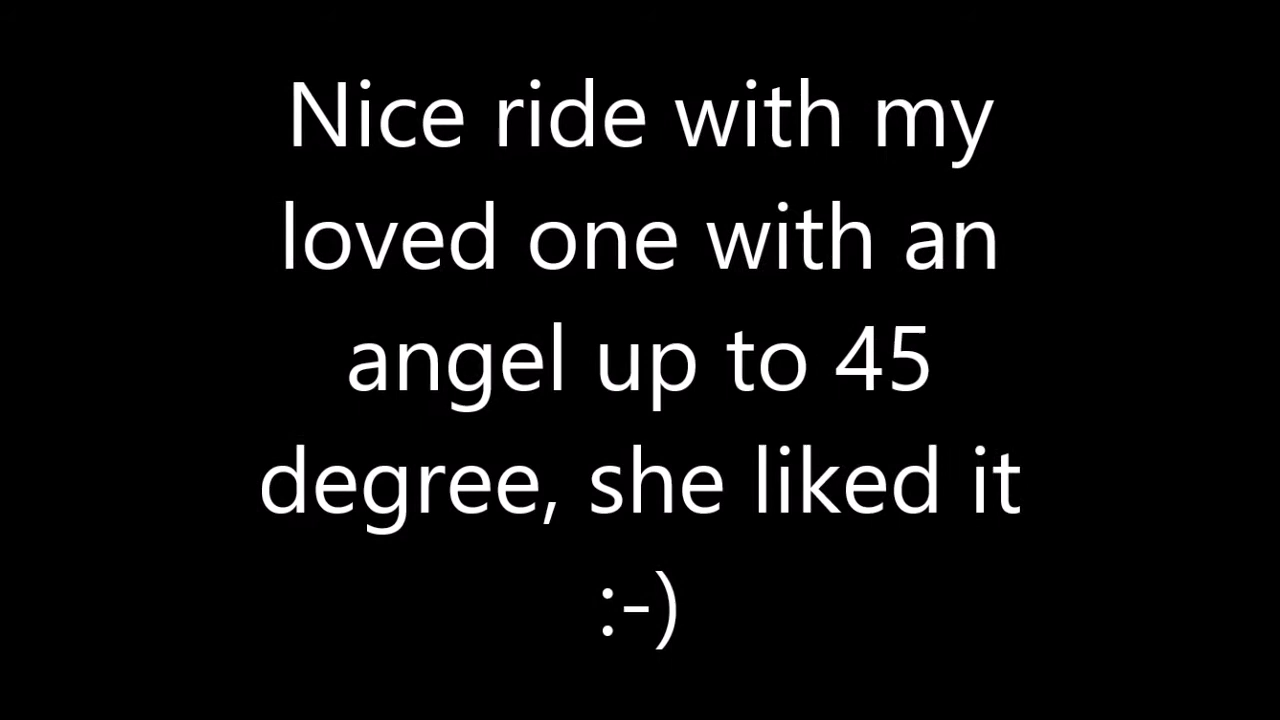 Nice ride with my
loved one with an
angel up to 45
degree, she liked it
:-)